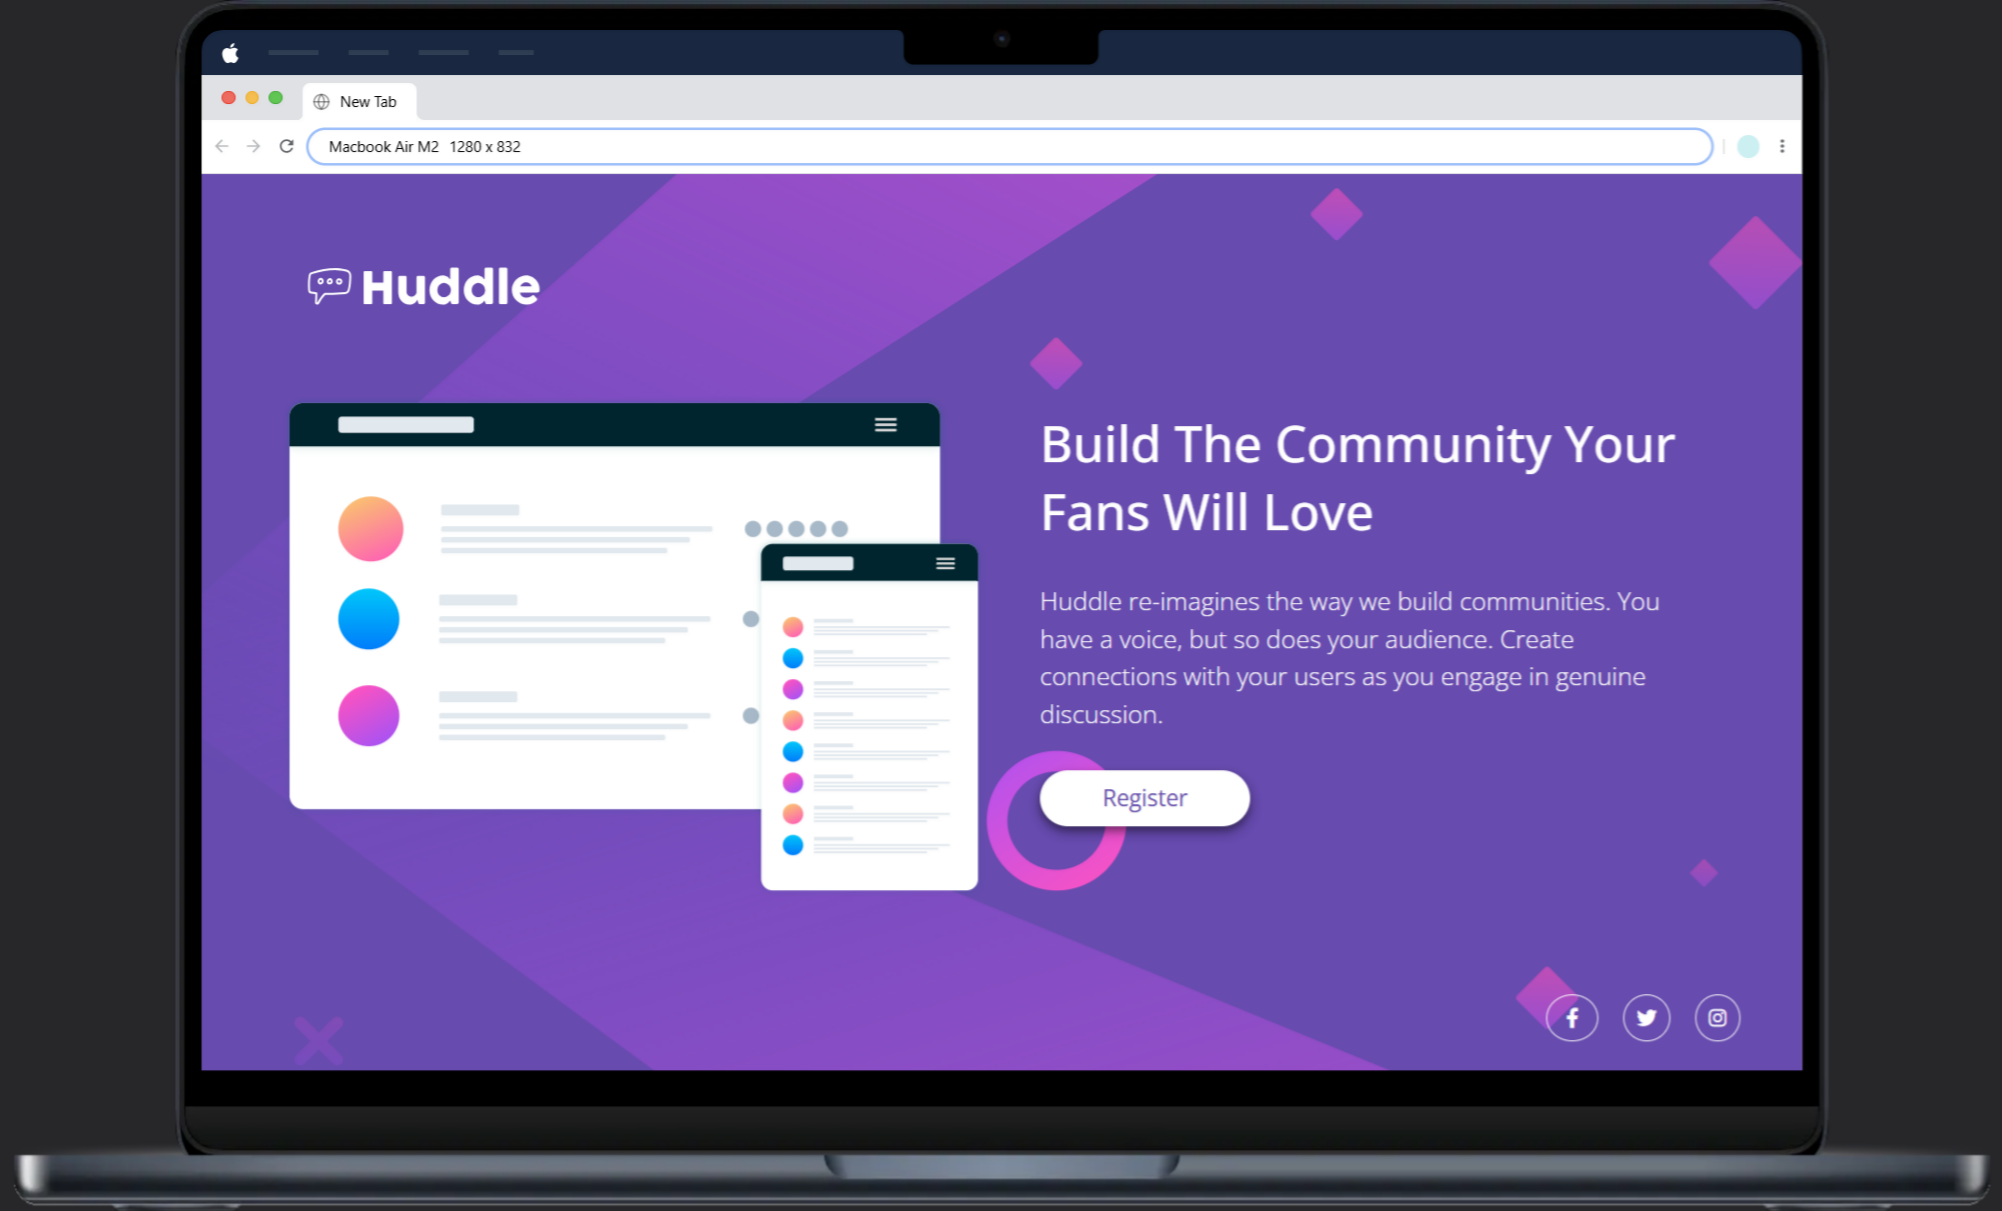 New Tab
Macbook Air M2 1280 x 832
Huddle
Build The Community Your
Fans Will Love
Huddle re-imagines the way we build communities. You
have a voice, but so does your audience. Create
connections with your users as you engage in genuine
discussion.
Register